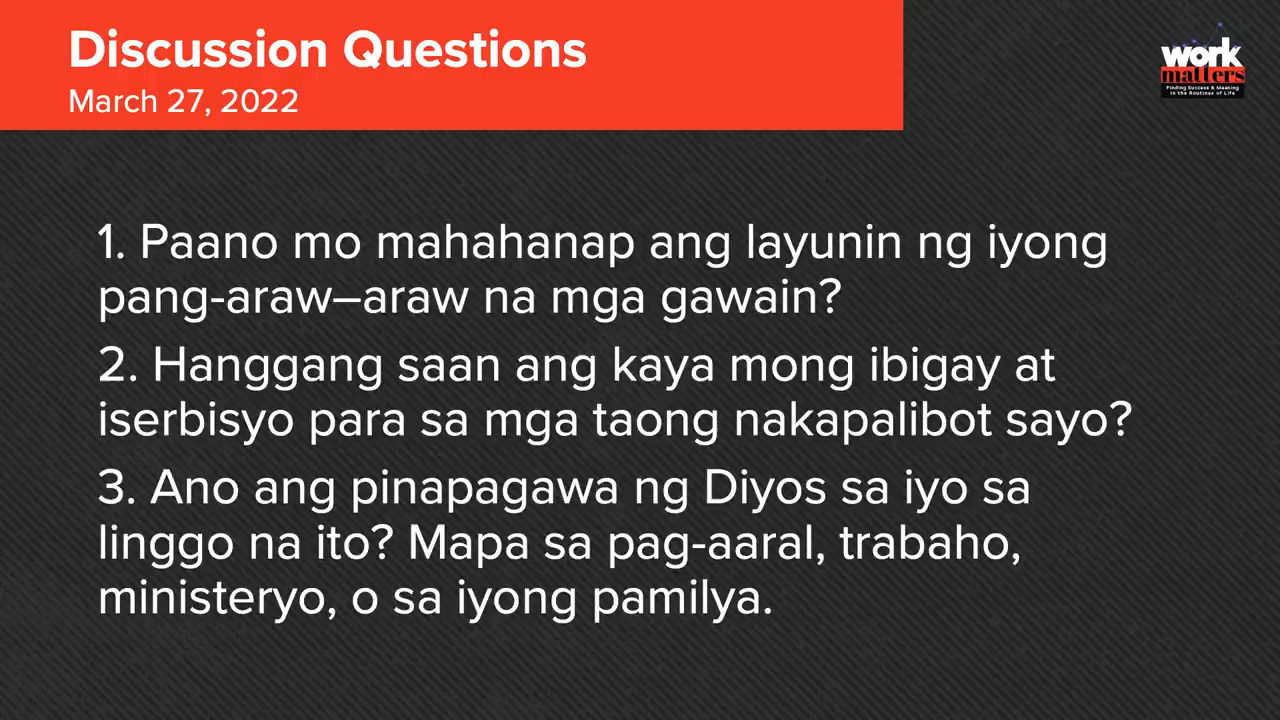 Discussion Questions
March 27, 2022
work
matters
Finding Success & Meaning
In the Routines of Life
1. Paano mo mahahanap ang layunin ng iyong
pang-araw–araw na mga gawain?
2. Hanggang saan ang kaya mong ibigay at
iserbisyo para sa mga taong nakapalibot sayo?
3. Ano ang pinapagawa ng Diyos sa iyo sa
linggo na ito? Mapa sa pag-aaral, trabaho,
ministeryo, o sa iyong pamilya.